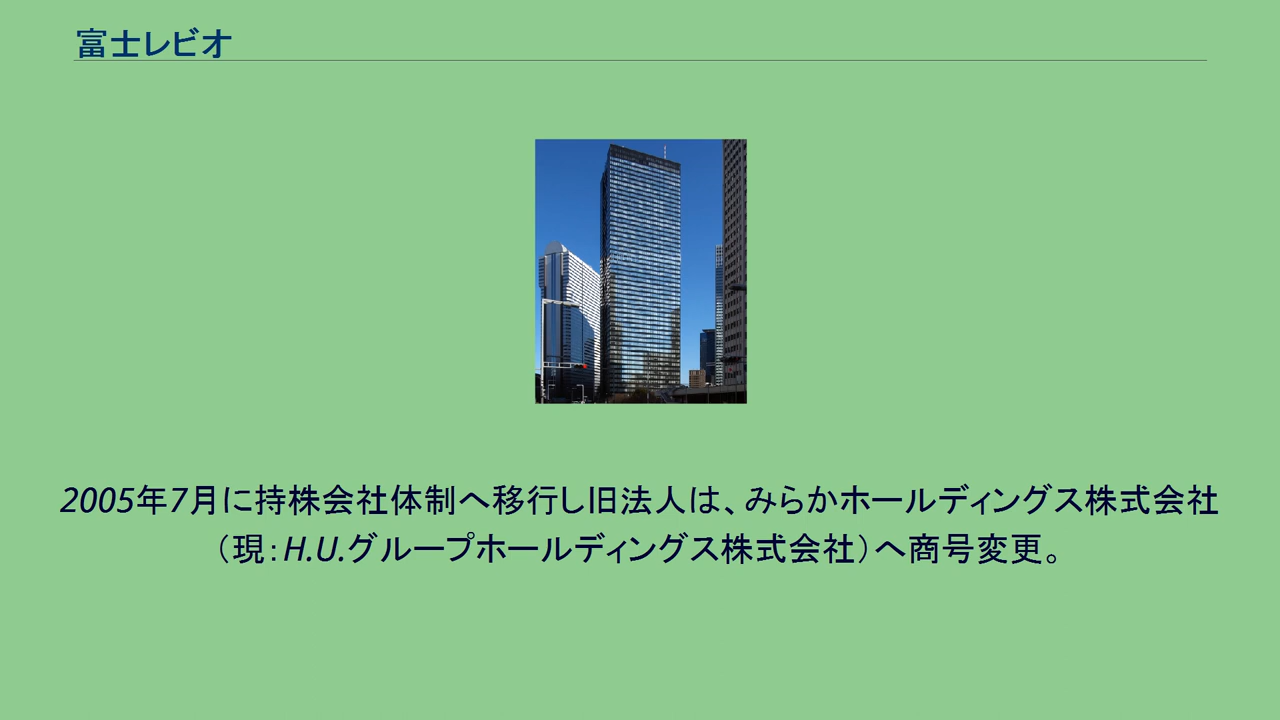 富士レビオ
2005年7月に持株会社体制へ移行し旧法人は、みらかホールディングス株式会社
（現：H.U.グループホールディングス株式会社）へ商号変更。